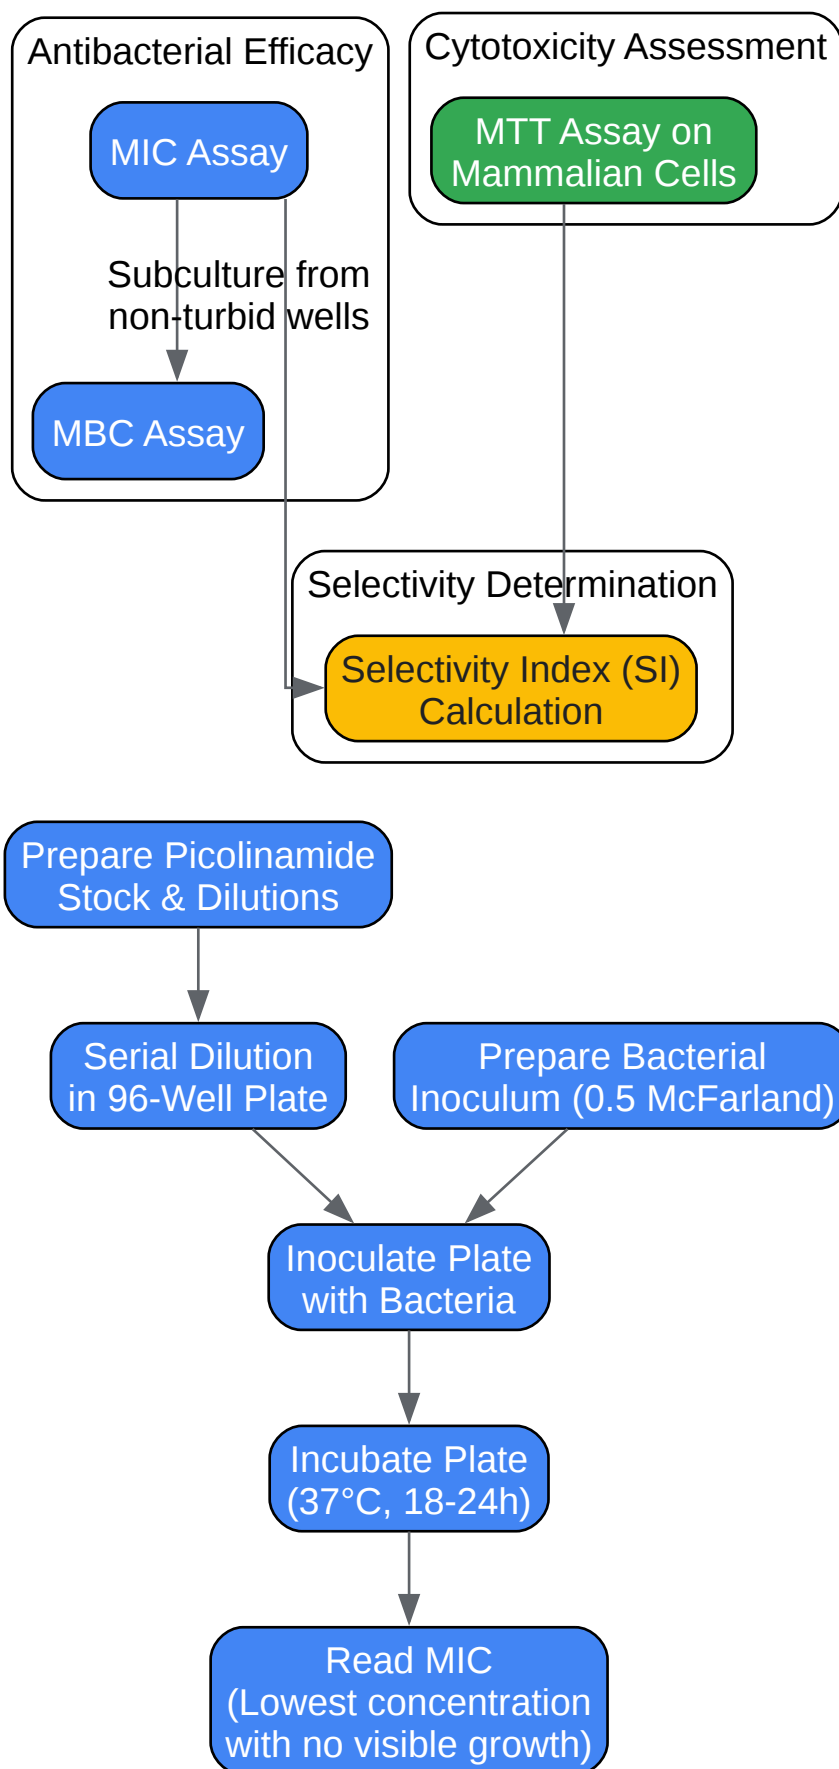 Antibacterial Efficacy
MIC Assay
Subculture from
non-turbid wells
MBC Assay
Cytotoxicity Assessment
MTT Assay on
Mammalian Cells
Selectivity Determination
Selectivity Index (SI)
Calculation
Prepare Picolinamide
Stock & Dilutions
Serial Dilution
in 96-Well Plate
Prepare Bacterial
Inoculum (0.5 McFarland)
Inoculate Plate
with Bacteria
Incubate Plate
(37°C, 18-24h)
Read MIC
(Lowest concentration
with no visible growth)